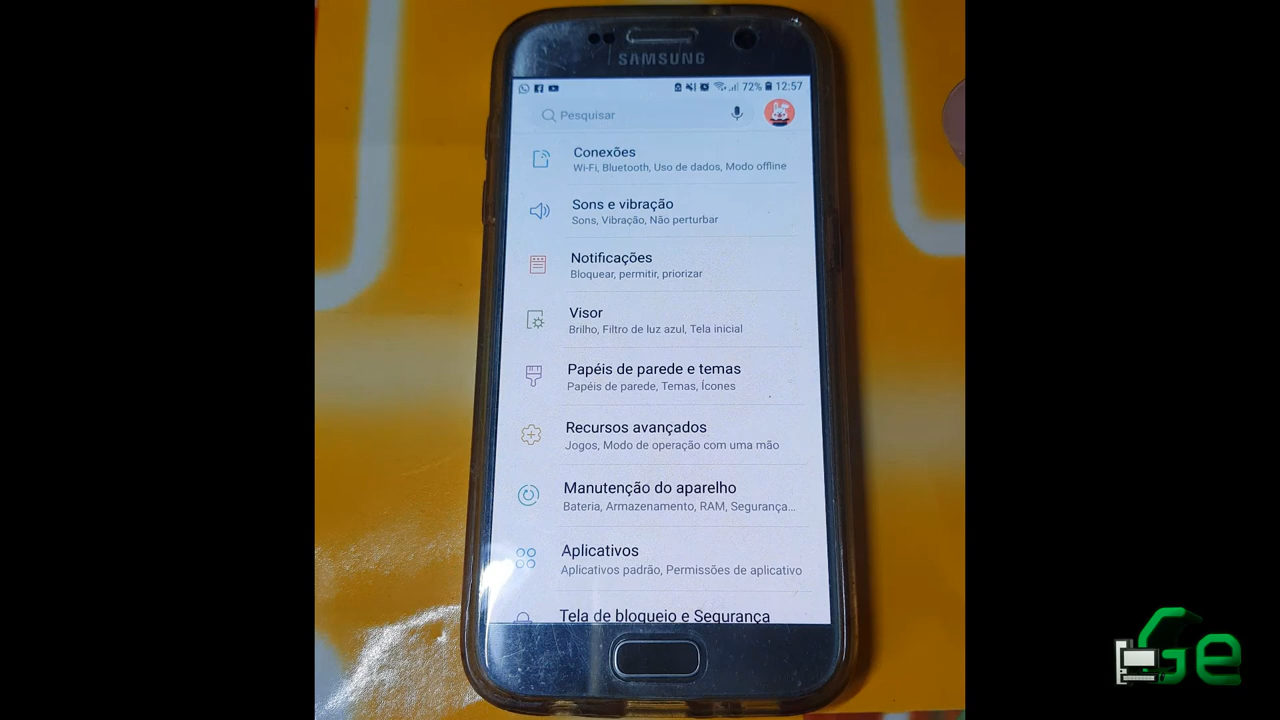 SAMSUNG
72% 12:57
Pesquisar
Conexões
Wi-Fi, Bluetooth, Uso de dados, Modo offline
Sons e vibração
Sons, Vibração, Não perturbar
Notificações
Bloquear, permitir, priorizar
Visor
Brilho, Filtro de luz azul, Tela inicial
Papéis de parede e temas
Papéis de parede, Temas, Ícones
Recursos avançados
Jogos, Modo de operação com uma mão
Manutenção do aparelho
Bateria, Armazenamento, RAM, Segurança...
Aplicativos
Aplicativos padrão, Permissões de aplicativo
Tela de bloqueio e Segurança
Ge